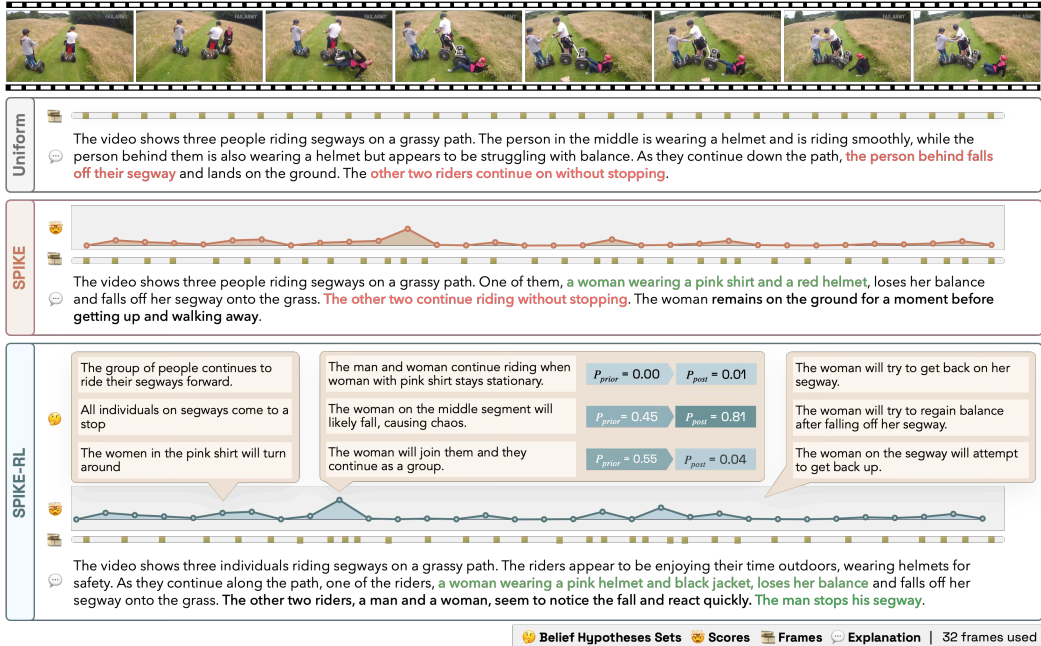 FAILARMY
FAILARMY
FAILARMY
FAILARMY
FAILARMY
FAILARMY
FAILARMY
FAILARMY
Uniform
The video shows three people riding segways on a grassy path. The person in the middle is wearing a helmet and is riding smoothly, while the
person behind them is also wearing a helmet but appears to be struggling with balance. As they continue down the path, the person behind falls
off their segway and lands on the ground. The other two riders continue on without stopping.
SPIKE
The video shows three people riding segways on a grassy path. One of them, a woman wearing a pink shirt and a red helmet, loses her balance
and falls off her segway onto the grass. The other two continue riding without stopping. The woman remains on the ground for a moment before
getting up and walking away.
SPIKE-RL
The group of people continues to
ride their segways forward.
All individuals on segways come to a
stop
The women in the pink shirt will turn
around
The man and women continue riding when
woman with pink shirt stays stationary.
P_prior = 0.00 P_post = 0.01
The woman on the middle segment will
likely fall, causing chaos.
P_prior = 0.45 P_post = 0.81
The woman will join them and they
continue as a group.
P_prior = 0.55 P_post = 0.04
The woman will try to get back on her
segway.
The woman will try to regain balance
after falling off her segway.
The woman on the segway will attempt
to get back up.
The video shows three individuals riding segways on a grassy path. The riders appear to be enjoying their time outdoors, wearing helmets for
safety. As they continue along the path, one of the riders, a woman wearing a pink helmet and black jacket, loses her balance and falls off her
segway onto the grass. The other two riders, a man and a woman, seem to notice the fall and react quickly. The man stops his segway.
Belief Hypotheses Sets Scores Frames Explanation | 32 frames used